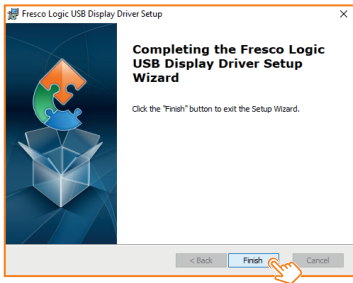 Fresco Logic USB Display Driver Setup
Completing the Fresco Logic
USB Display Driver Setup
Wizard
Click the "Finish" button to exit the Setup Wizard.
< Back Finish Cancel